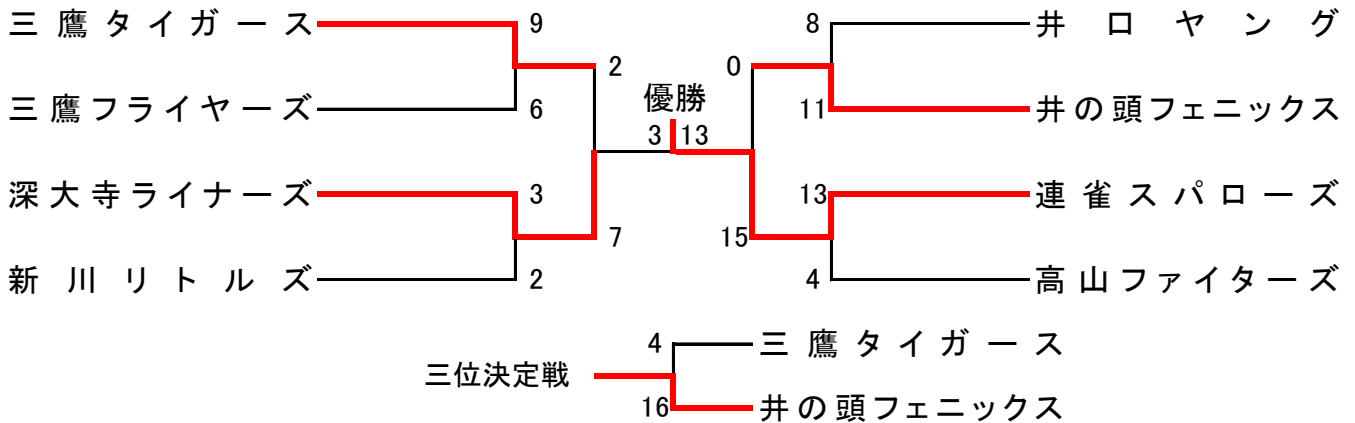 三鷹タイガース 9 8 井口ヤング
2 0
三鷹フライヤーズ 6 優勝 11 井の頭フェニックス
3 13
深大寺ライナーズ 3 13 連雀スパローズ
7 15
新川リトルズ 2 4 高山ファイターズ
4 三鷹タイガース
三位決定戦
16 井の頭フェニックス